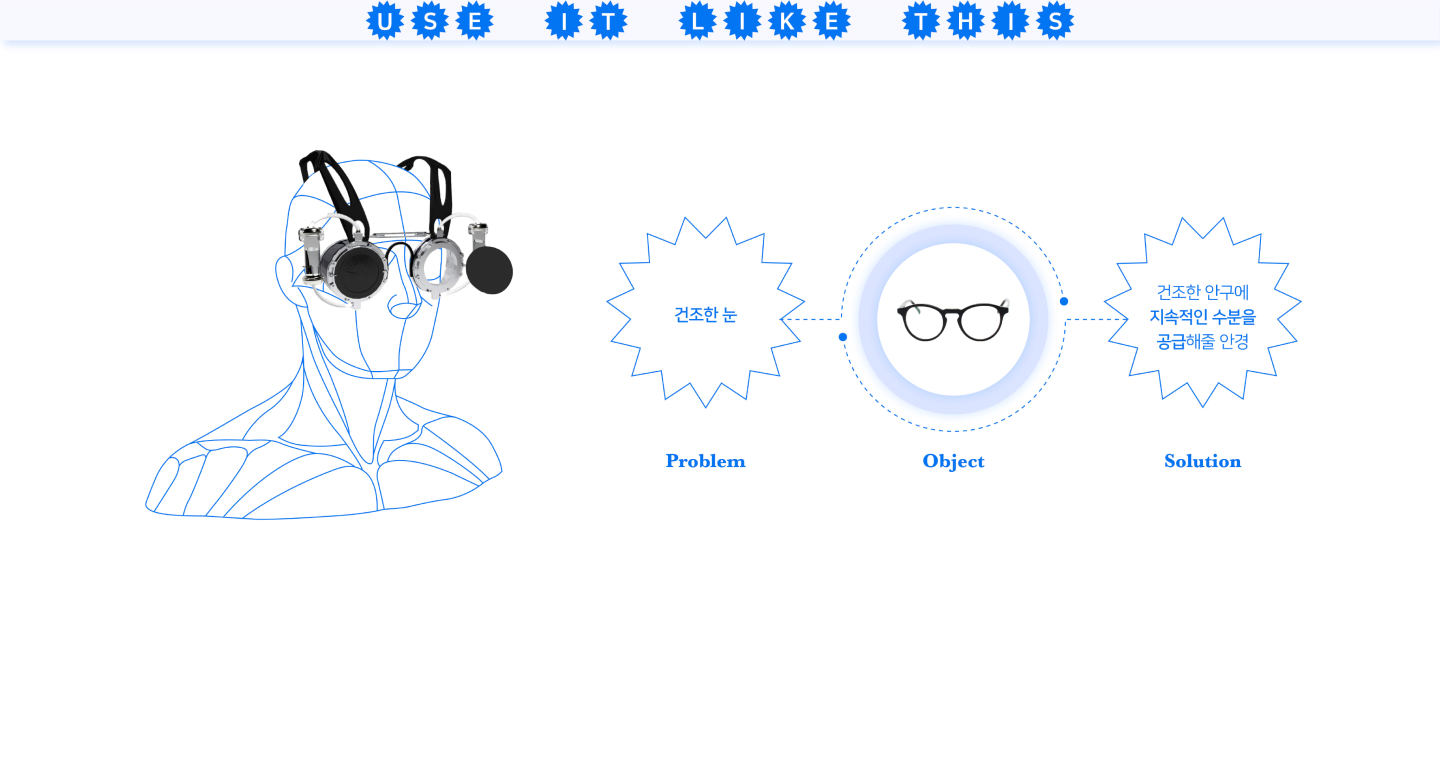 USE IT LIKE THIS
건조한 눈
건조한 안구에
지속적인 수분을
공급해줄 안경
Problem
Object
Solution